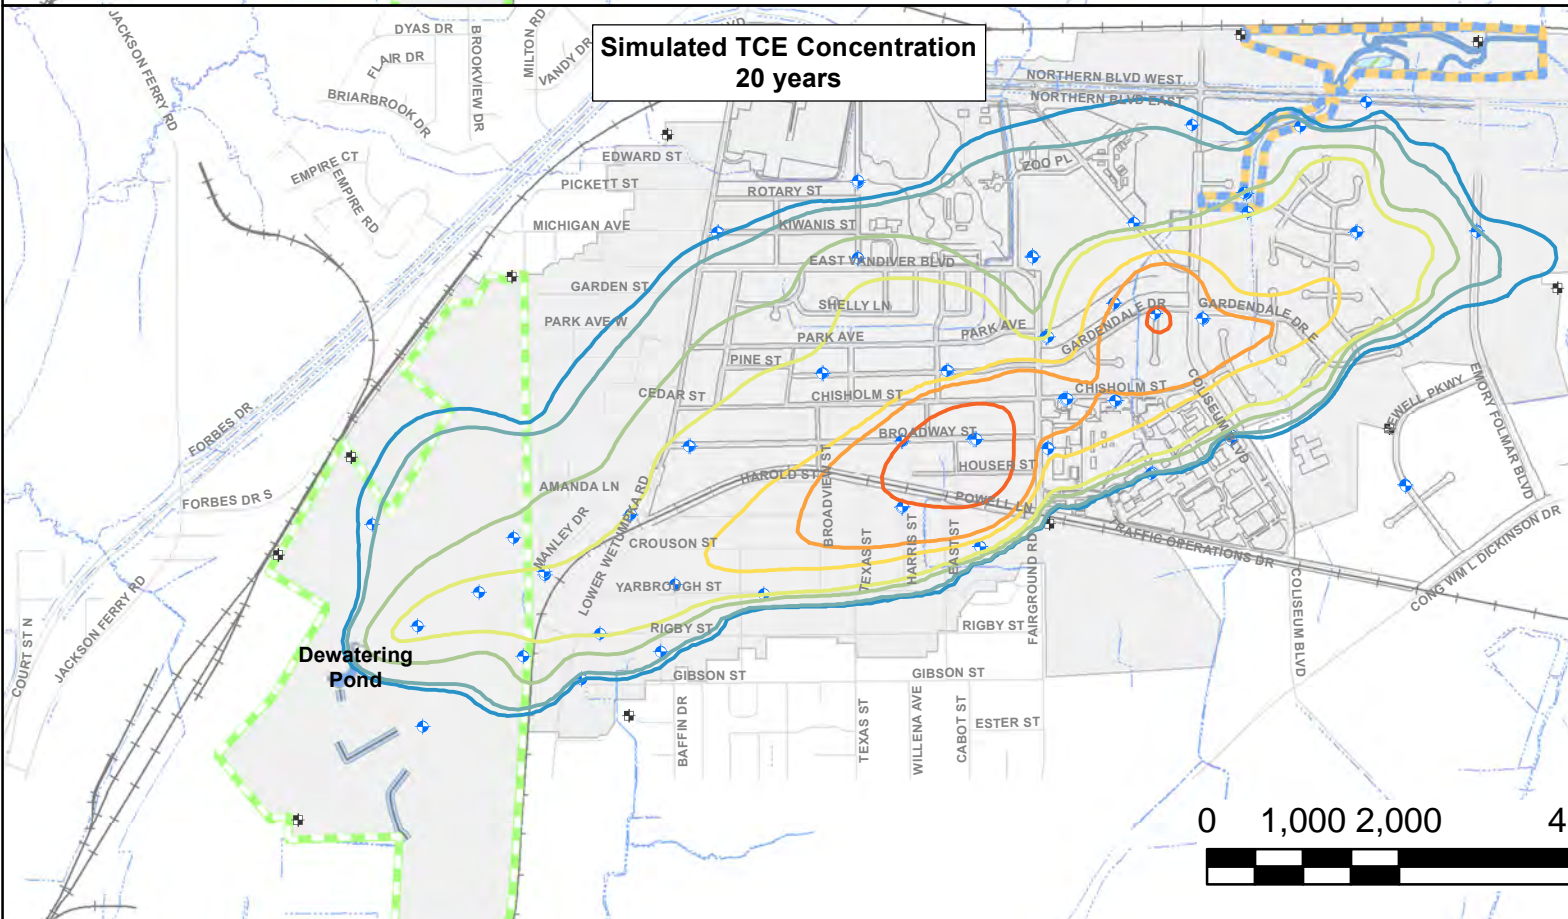 Simulated TCE Concentration
20 years
JACKSON FERRY RD
DYAS DR
FLAIR DR
BROOKVIEW DR
MILTON RD
VANDY DR
BRIARBROOK DR
EMPIRE CT
EMPIRE RD
EDWARD ST
PICKETT ST
MICHIGAN AVE
ROTARY ST
KIWANIS ST
NORTHERN BLVD WEST
NORTHERN BLVD EAST
ZOO PL
EAST VANDIVER BLVD
GARDEN ST
SHELLY LN
PARK AVE W
PARK AVE
PARK AVE
GARDENDALE DR
GARDENDALE DR E
PINE ST
CEDAR ST
CHISHOLM ST
CHISHOLM ST
COLISEUM BLVD
EMORY FOLMAR BLVD
FORBES DR
BROADWAY ST
HOUSER ST
HAROLD ST
BROADVIEW ST
POWELL LN
FORBES DR S
AMANDA LN
MANLEY DR
LOWER WETUMPKA RD
CROUSON ST
TEXAS ST
HARRIS ST
EAST ST
FAIRGROUND RD
TRAFFIC OPERATIONS DR
CONG WM L DICKINSON DR
COLISEUM BLVD
YARBROUGH ST
RIGBY ST
RIGBY ST
COURT ST N
JACKSON FERRY RD
Dewatering
Pond
GIBSON ST
GIBSON ST
BAFFIN DR
TEXAS ST
WILLENA AVE
CABOT ST
ESTER ST
0 1,000 2,000 4